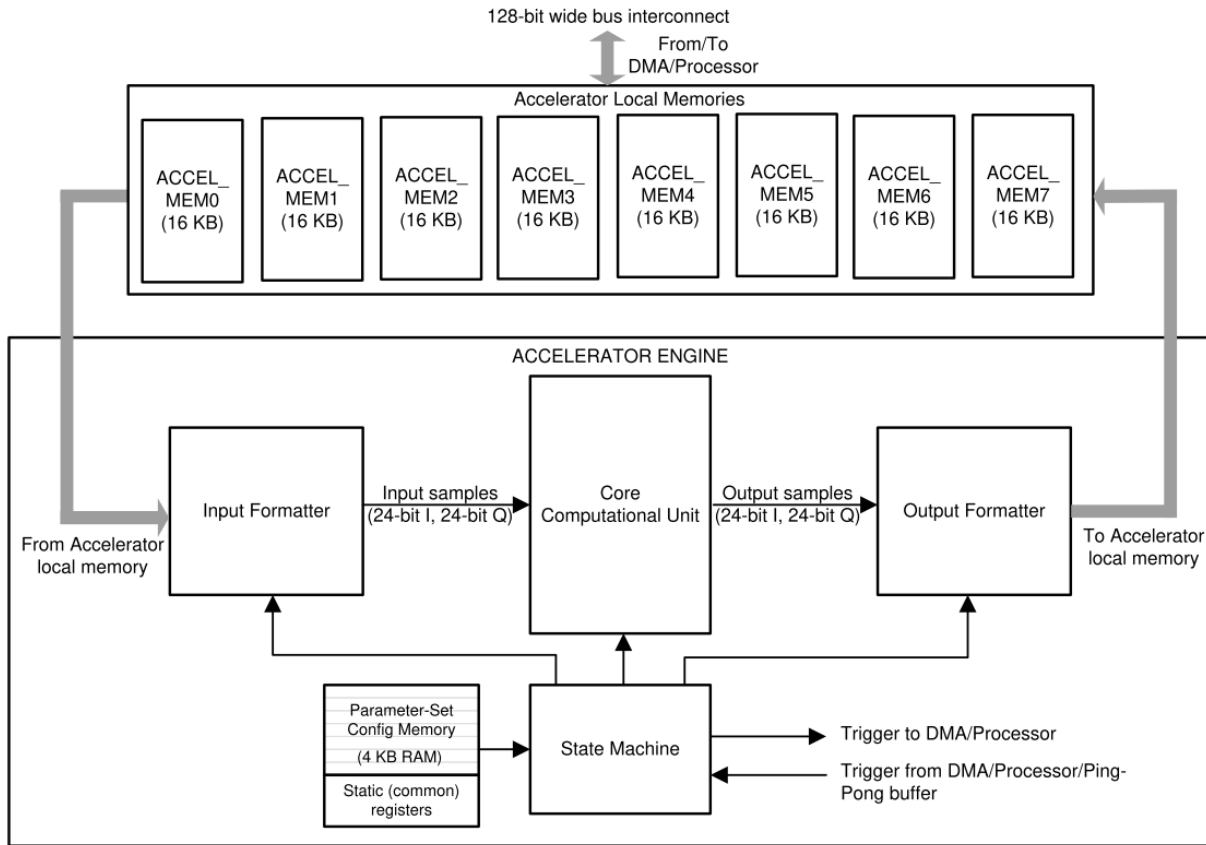 128-bit wide bus interconnect
From/To
DMA/Processor
Accelerator Local Memories
ACCEL_
MEM0
(16 KB)
ACCEL_
MEM1
(16 KB)
ACCEL_
MEM2
(16 KB)
ACCEL_
MEM3
(16 KB)
ACCEL_
MEM4
(16 KB)
ACCEL_
MEM5
(16 KB)
ACCEL_
MEM6
(16 KB)
ACCEL_
MEM7
(16 KB)
ACCELERATOR ENGINE
Input Formatter
Input samples
(24-bit I, 24-bit Q)
Core
Computational Unit
Output samples
(24-bit I, 24-bit Q)
Output Formatter
From Accelerator
local memory
To Accelerator
local memory
Parameter-Set
Config Memory
(4 KB RAM)
Static (common)
registers
State Machine
Trigger to DMA/Processor
Trigger from DMA/Processor/Ping-
Pong buffer